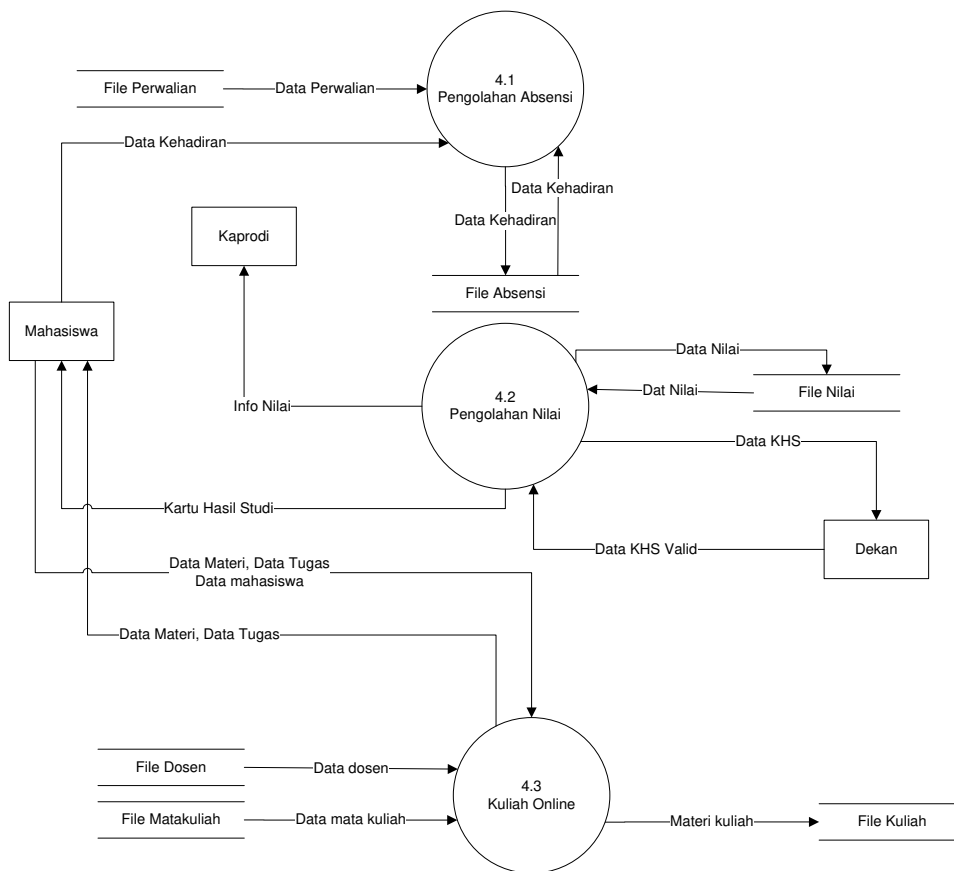 4.1
Pengolahan Absensi
File Perwalian
Data Perwalian
Data Kehadiran
Data Kehadiran
Data Kehadiran
Kaprodi
File Absensi
Mahasiswa
Data Nilai
4.2
Pengolahan Nilai
Dat Nilai
File Nilai
Info Nilai
Data KHS
Kartu Hasil Studi
Data KHS Valid
Dekan
Data Materi, Data Tugas
Data mahasiswa
Data Materi, Data Tugas
File Dosen
Data dosen
4.3
Kuliah Online
File Matakuliah
Data mata kuliah
Materi kuliah
File Kuliah